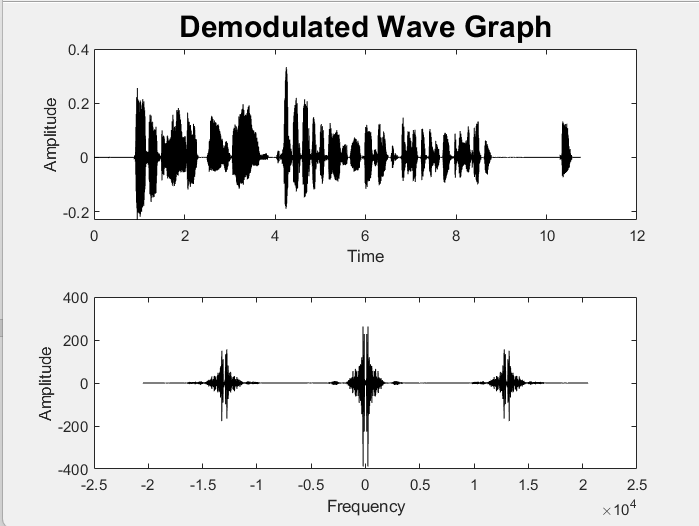 Demodulated Wave Graph
0.4
0.2
0
-0.2
Amplitude
0 2 4 6 8 10 12
Time
400
200
0
-200
-400
Amplitude
-2.5 -2 -1.5 -1 -0.5 0 0.5 1 1.5 2 2.5
Frequency
×10^4